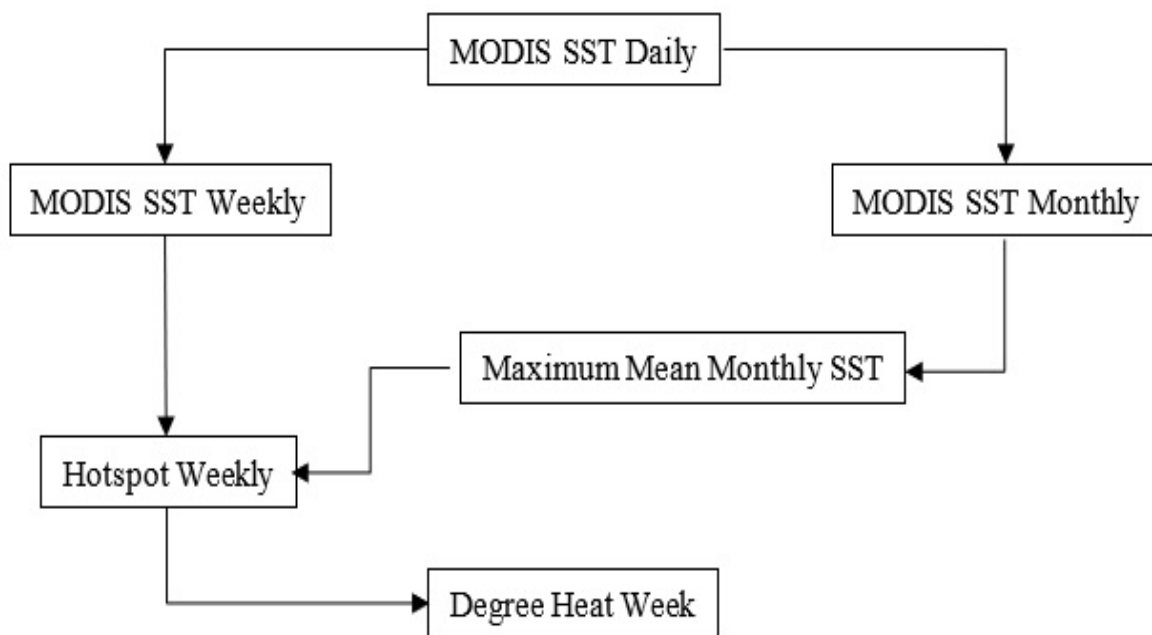 MODIS SST Daily
MODIS SST Weekly
MODIS SST Monthly
Maximum Mean Monthly SST
Hotspot Weekly
Degree Heat Week